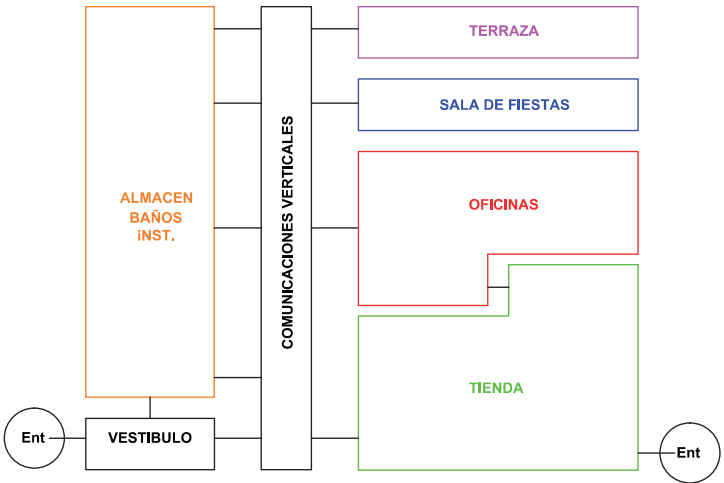 TERRAZA
SALA DE FIESTAS
ALMACEN
BAÑOS
iNST.
COMUNICACIONES VERTICALES
OFICINAS
TIENDA
Ent
VESTIBULO
Ent